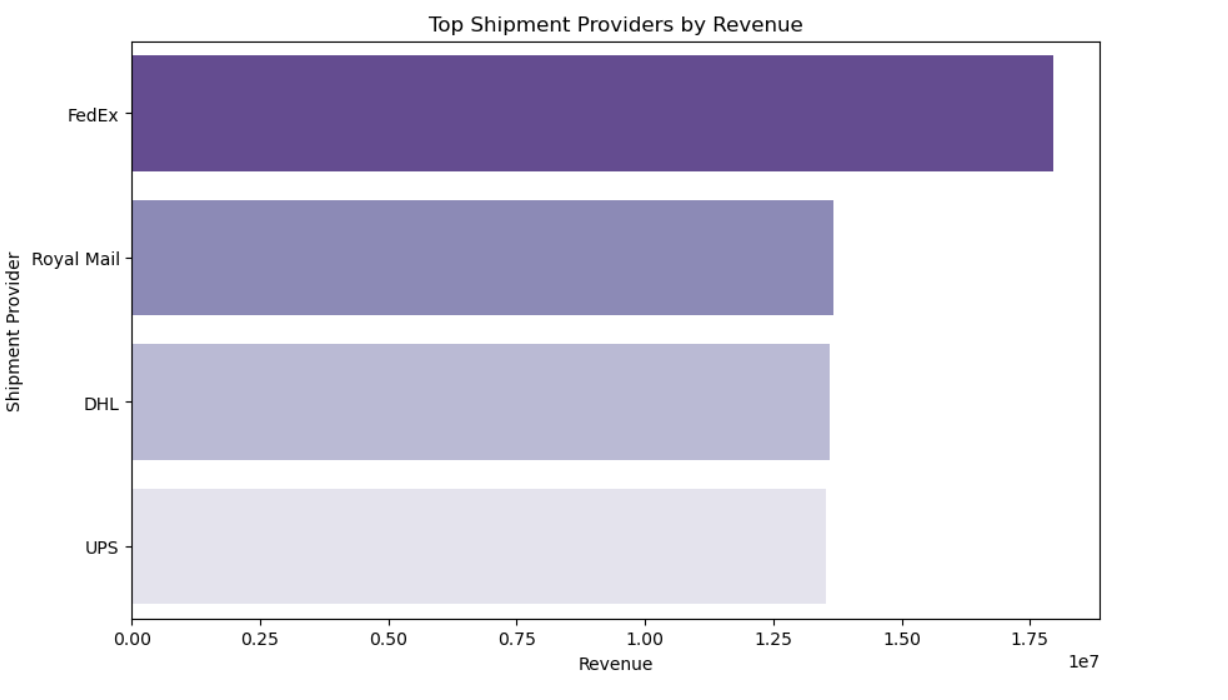 Top Shipment Providers by Revenue
Shipment Provider
FedEx
Royal Mail
DHL
UPS
0.00 0.25 0.50 0.75 1.00 1.25 1.50 1.75
1e7
Revenue